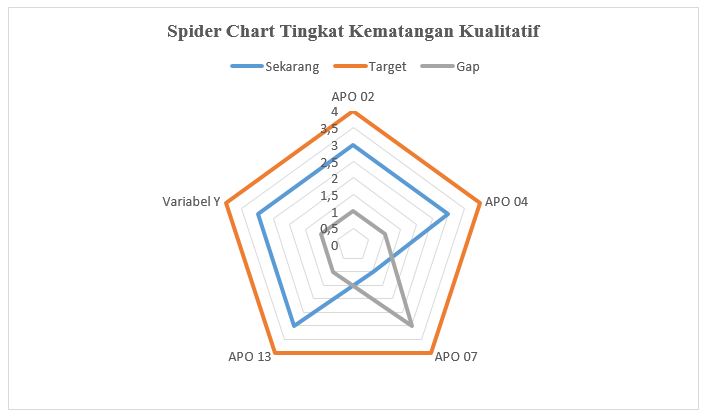 Spider Chart Tingkat Kematangan Kualitatif
Sekarang Target Gap
APO 02
4
3,5
3
2,5
2
1,5
1
0,5
0
Variabel Y
APO 04
APO 13
APO 07